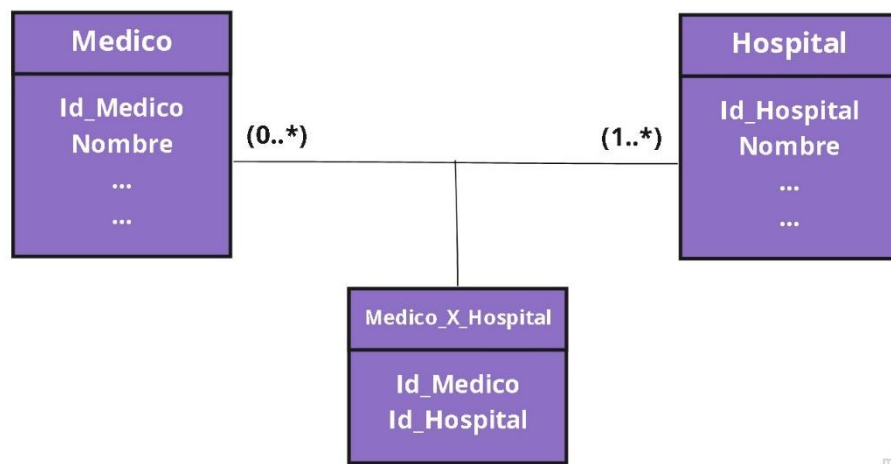 Medico
Id_Medico
Nombre
...
...
(0..*)
(1..*)
Hospital
Id_Hospital
Nombre
...
...
Medico_X_Hospital
Id_Medico
Id_Hospital